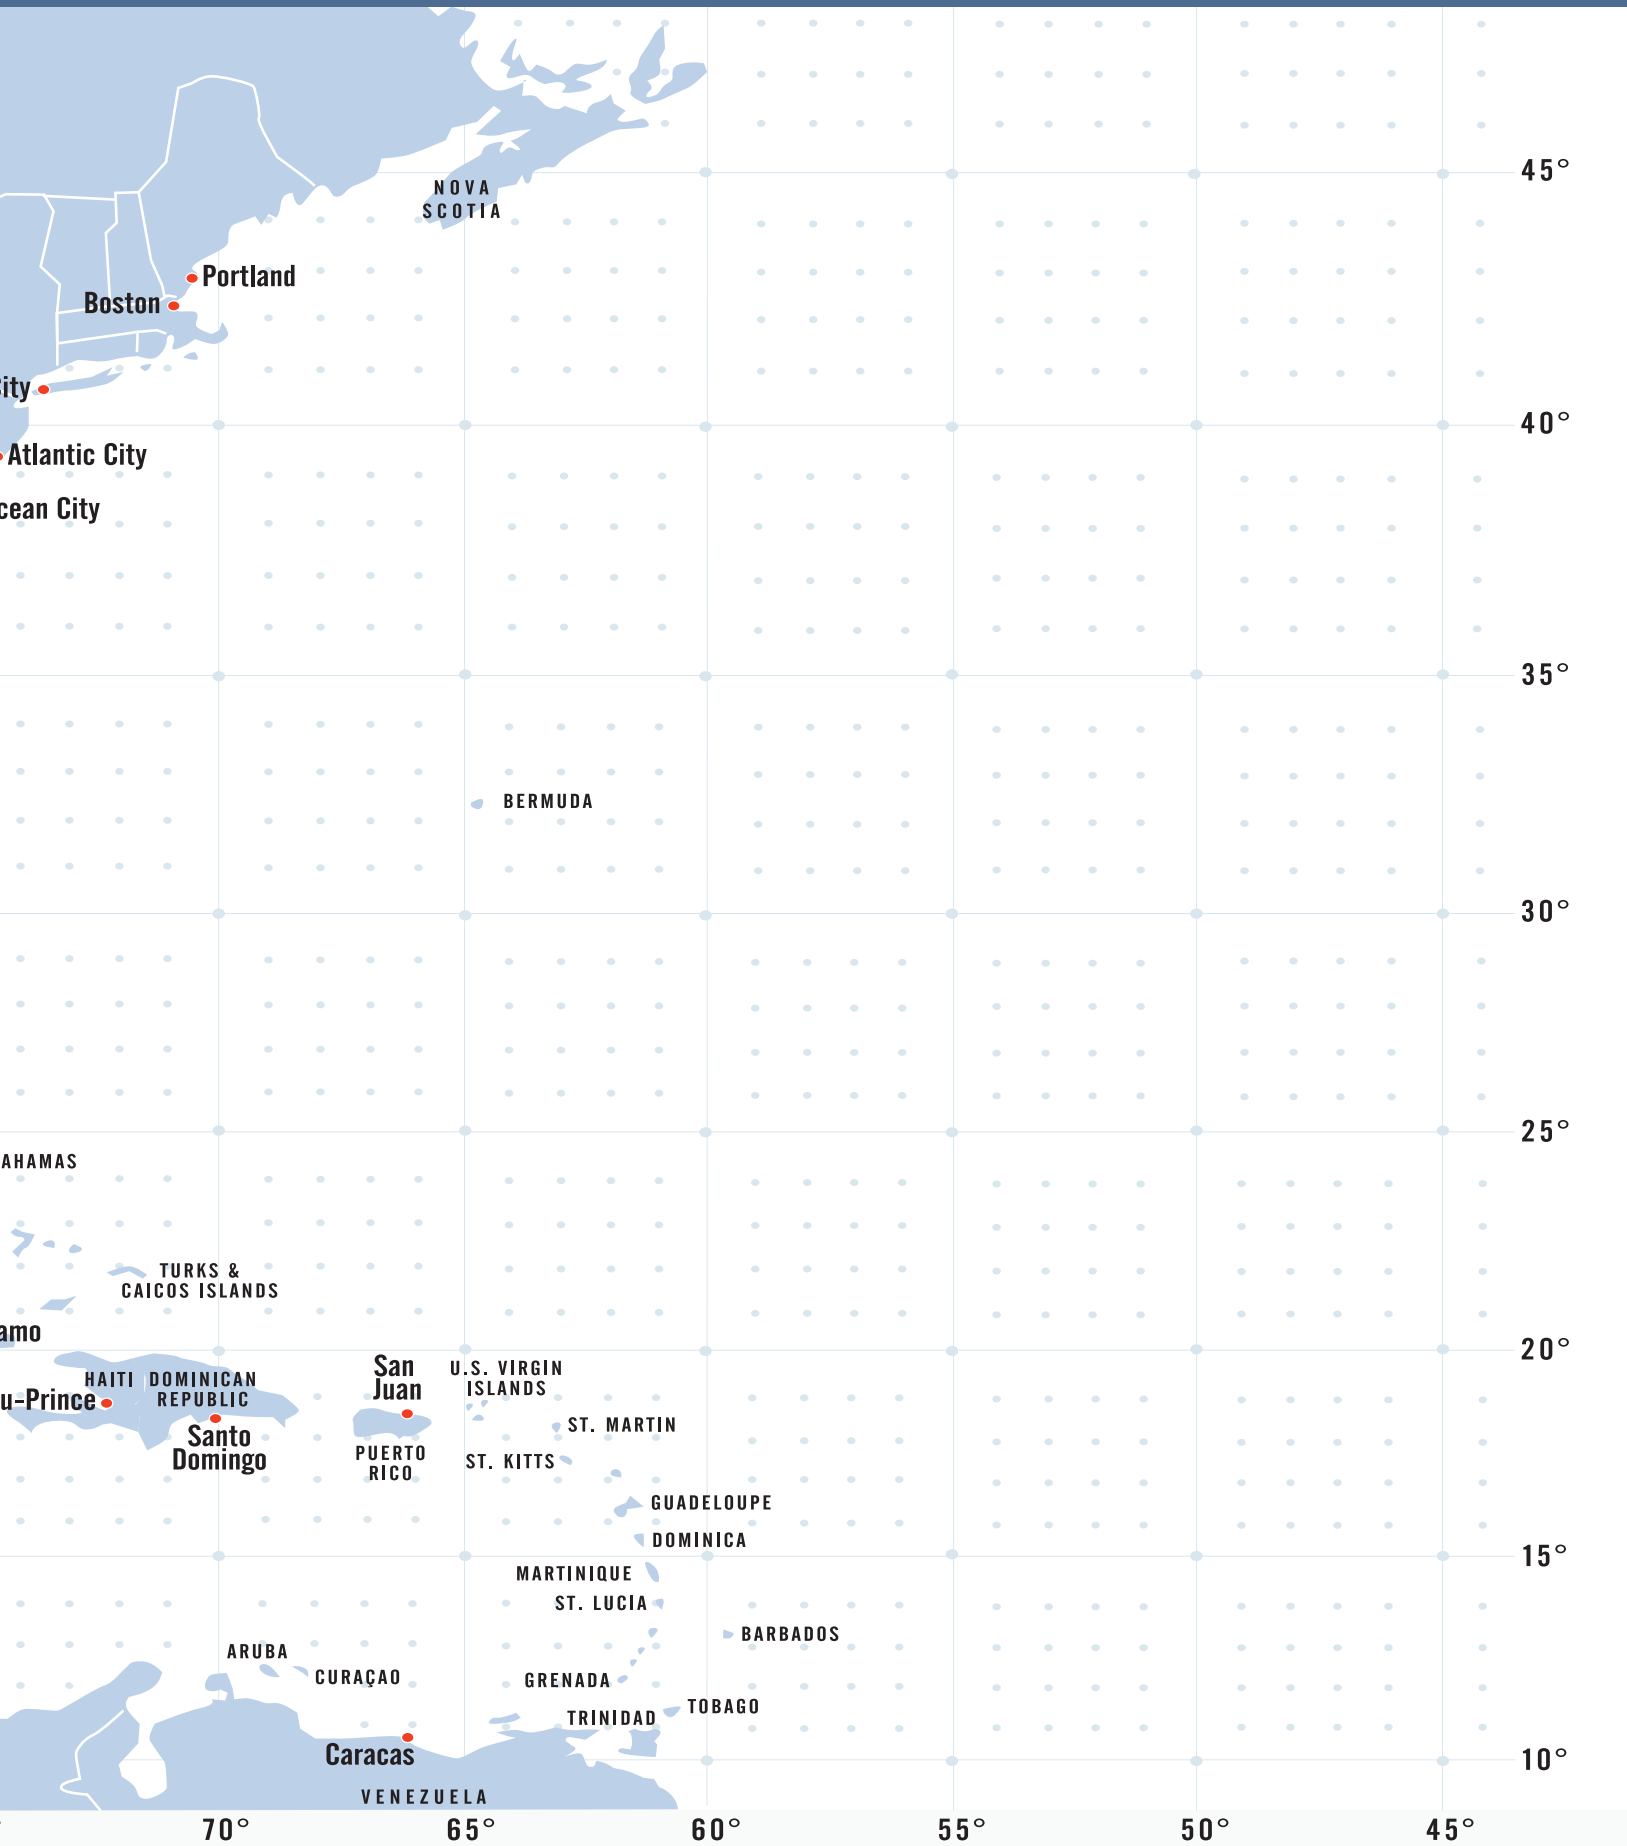 NOVA
SCOTIA
45°
Portland
Boston
City
40°
Atlantic City
cean City
35°
BERMUDA
30°
25°
AHAMAS
TURKS &
CAICOS ISLANDS
amo
20°
San
Juan
U.S. VIRGIN
ISLANDS
HAITI
DOMINICAN
REPUBLIC
u-Prince
Santo
Domingo
ST. MARTIN
PUERTO
RICO
ST. KITTS
GUADELOUPE
DOMINICA
15°
MARTINIQUE
ST. LUCIA
BARBADOS
ARUBA
CURAÇAO
GRENADA
TOBAGO
TRINIDAD
Caracas
10°
VENEZUELA
70°
65°
60°
55°
50°
45°